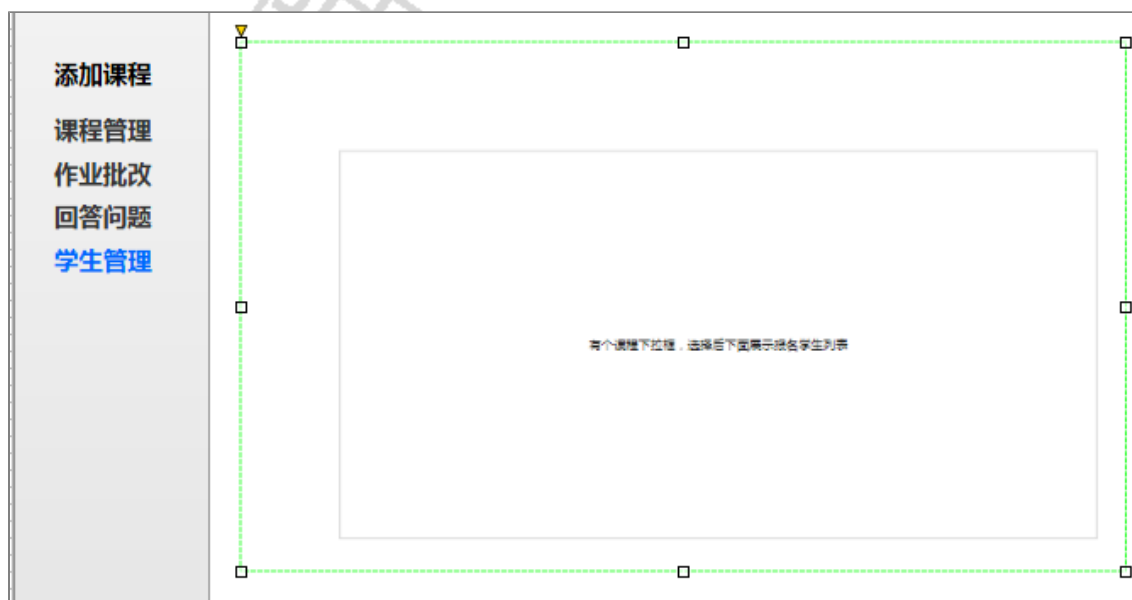 添加课程
课程管理
作业批改
回答问题
学生管理
有个课程下拉框，选择后下面展示报名学生列表